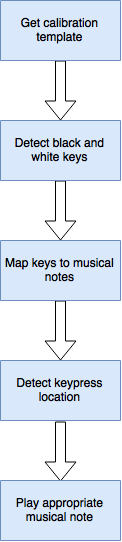 Get calibration
template
Detect black and
white keys
Map keys to musical
notes
Detect keypress
location
Play appropriate
musical note